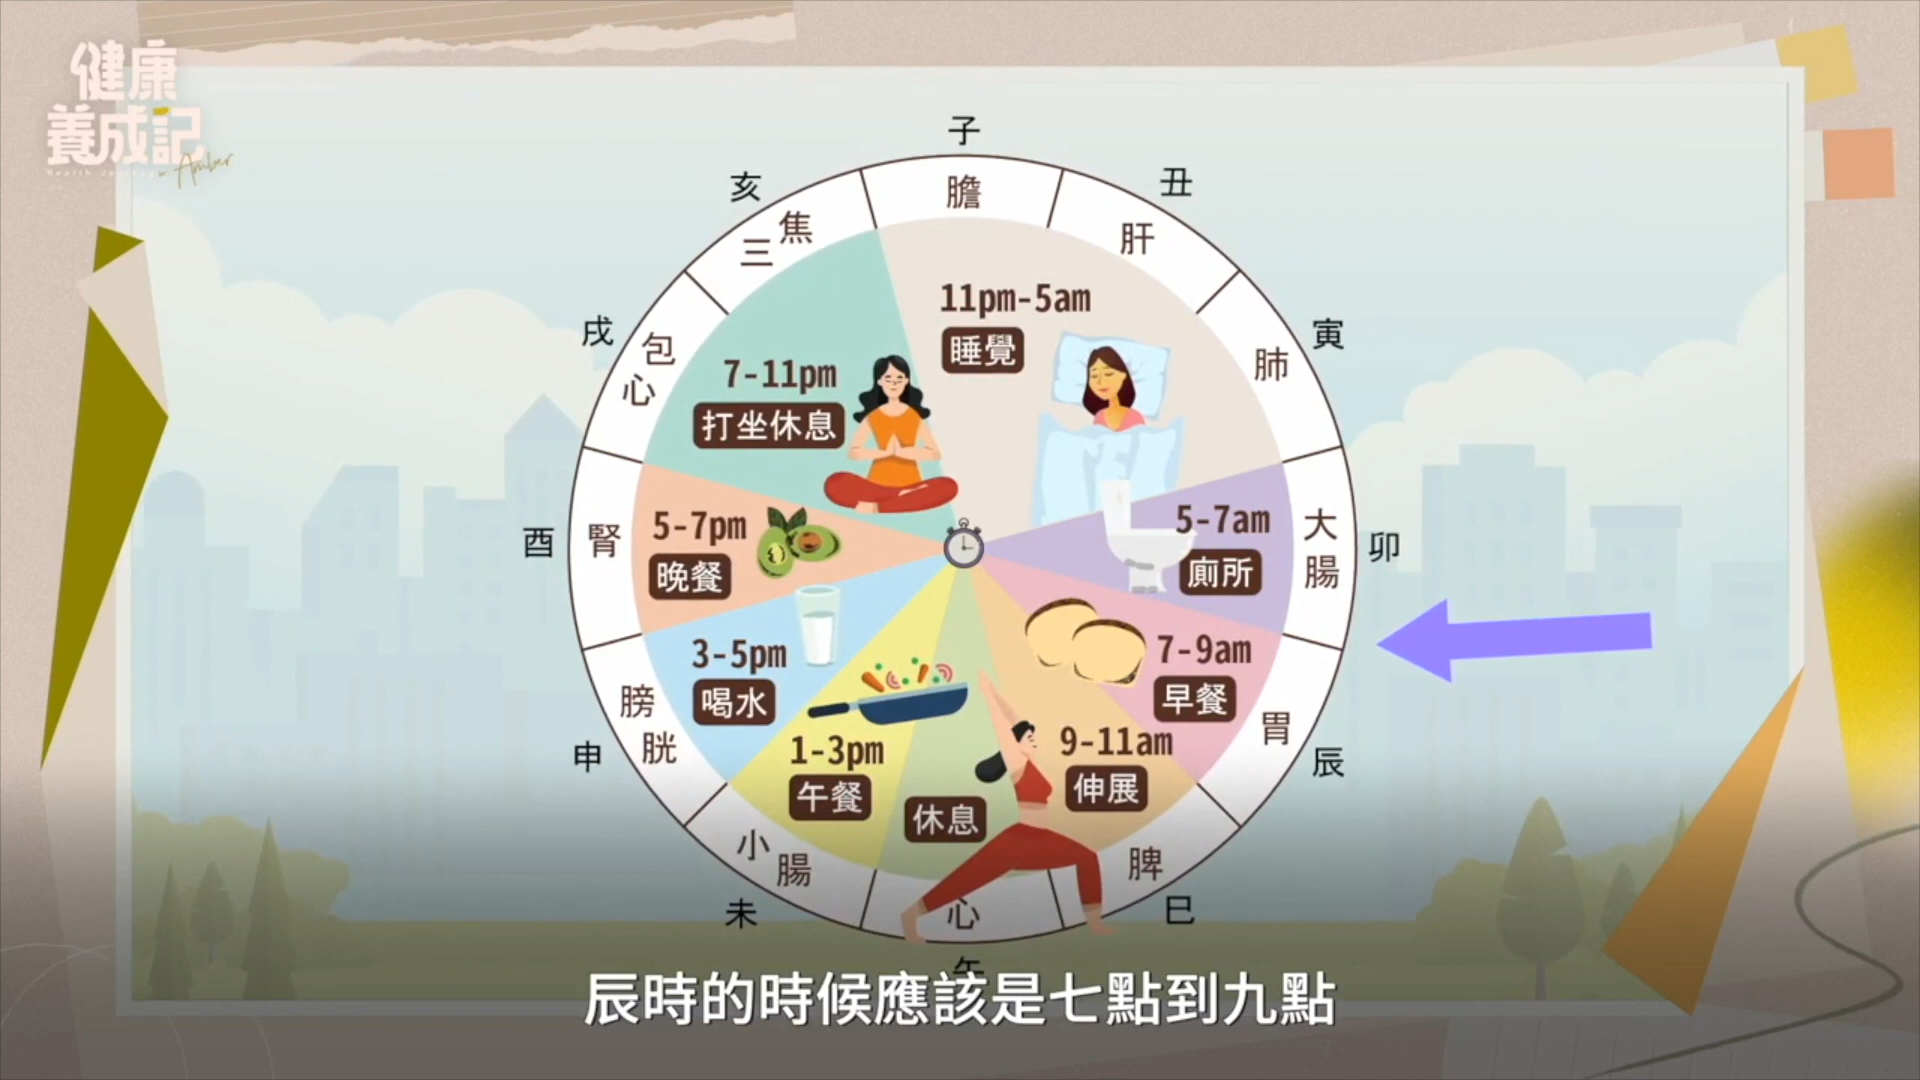 健康
養成記
Health Journey
Amber
子
丑
寅
卯
辰
巳
午
未
申
酉
戌
亥
膽
肝
肺
大腸
胃
脾
心
小腸
膀胱
腎
心包
三焦
11pm-5am
睡覺
5-7am
廁所
7-9am
早餐
9-11am
伸展
休息
1-3pm
午餐
3-5pm
喝水
5-7pm
晚餐
7-11pm
打坐休息
辰時的時候應該是七點到九點